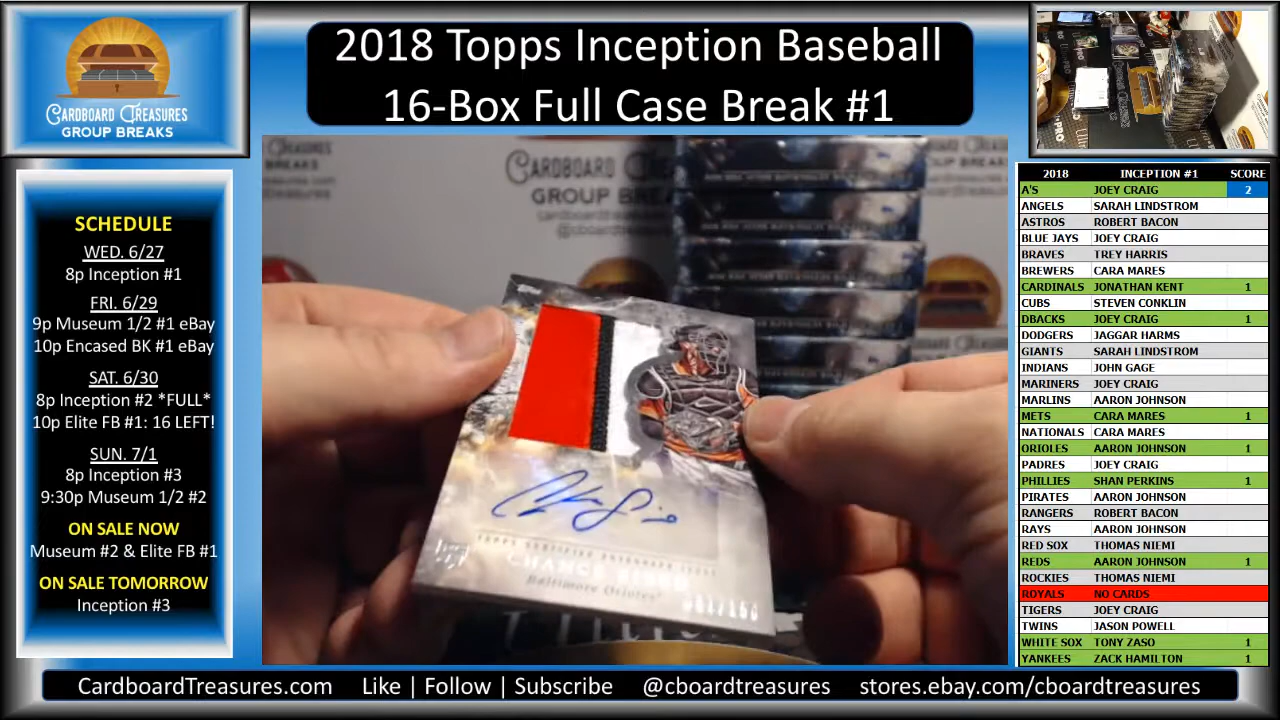 2018 Topps Inception Baseball
16-Box Full Case Break #1
CARDBOARD TREASURES
GROUP BREAKS
SCHEDULE
WED. 6/27
8p Inception #1
FRI. 6/29
9p Museum 1/2 #1 eBay
10p Encased BK #1 eBay
SAT. 6/30
8p Inception #2 *FULL*
10p Elite FB #1: 16 LEFT!
SUN. 7/1
8p Inception #3
9:30p Museum 1/2 #2
ON SALE NOW
Museum #2 & Elite FB #1
ON SALE TOMORROW
Inception #3
CARDBOARD
TREASURES
GROUP BREAKS
TOPPS CERTIFIED AUTOGRAPH ISSUE
CHANCE
Baltimore Orioles
2018 INCEPTION #1 SCORE
A'S JOEY CRAIG 2
ANGELS SARAH LINDSTROM
ASTROS ROBERT BACON
BLUE JAYS JOEY CRAIG
BRAVES TREY HARRIS
BREWERS CARA MARES
CARDINALS JONATHAN KENT 1
CUBS STEVEN CONKLIN
DBACKS JOEY CRAIG 1
DODGERS JAGGAR HARMS
GIANTS SARAH LINDSTROM
INDIANS JOHN GAGE
MARINERS JOEY CRAIG
MARLINS AARON JOHNSON
METS CARA MARES 1
NATIONALS CARA MARES
ORIOLES AARON JOHNSON 1
PADRES JOEY CRAIG
PHILLIES SHAN PERKINS 1
PIRATES AARON JOHNSON
RANGERS ROBERT BACON
RAYS AARON JOHNSON
RED SOX THOMAS NIEMI
REDS AARON JOHNSON 1
ROCKIES THOMAS NIEMI
ROYALS NO CARDS
TIGERS JOEY CRAIG
TWINS JASON POWELL
WHITE SOX TONY ZASO 1
YANKEES ZACK HAMILTON 1
CardboardTreasures.com Like | Follow | Subscribe @cboardtreasures stores.ebay.com/cboardtreasures